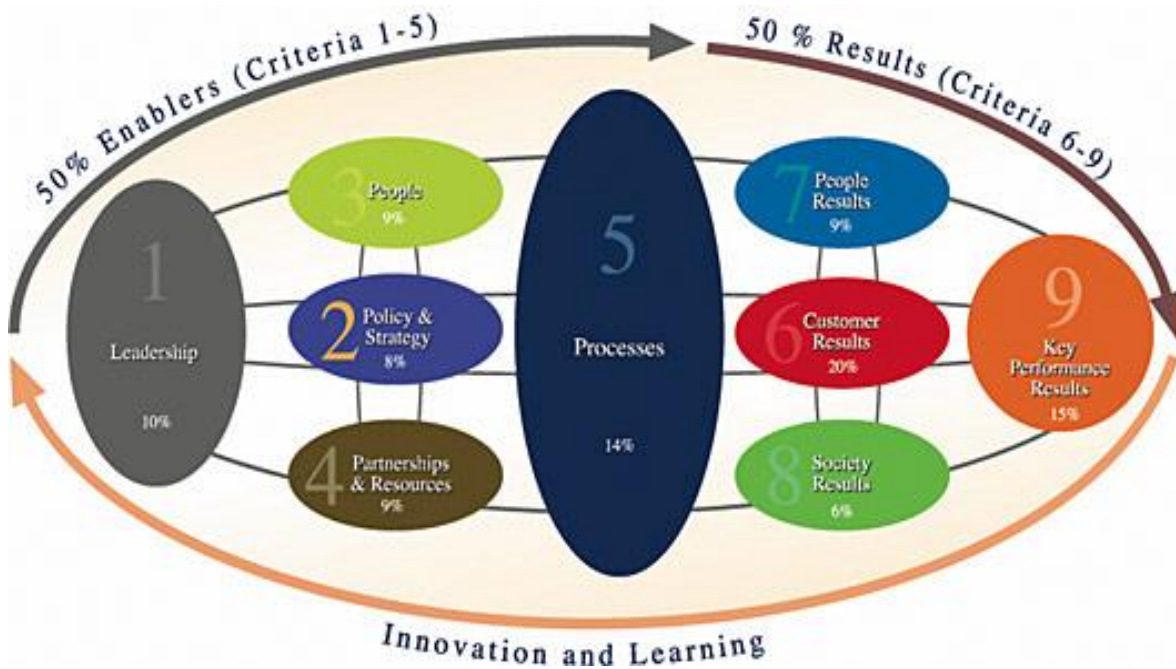 50% Enablers (Criteria 1-5)
50 % Results (Criteria 6-9)
1
Leadership
10%
3
People
9%
2
Policy &
Strategy
8%
4
Partnerships
& Resources
9%
5
Processes
14%
7
People
Results
9%
6
Customer
Results
20%
8
Society
Results
6%
9
Key
Performance
Results
15%
Innovation and Learning